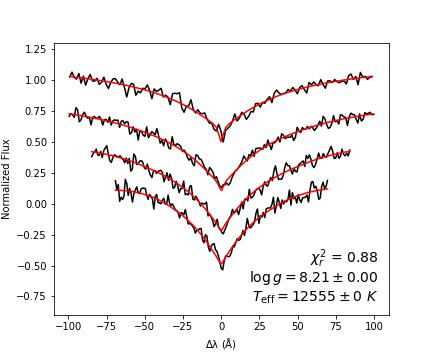 1.25
1.00
0.75
0.50
0.25
0.00
−0.25
−0.50
−0.75
Normalized Flux
χ²ᵣ = 0.88
log g = 8.21 ± 0.00
T_eff = 12555 ± 0 K
−100 −75 −50 −25 0 25 50 75 100
Δλ (Å)